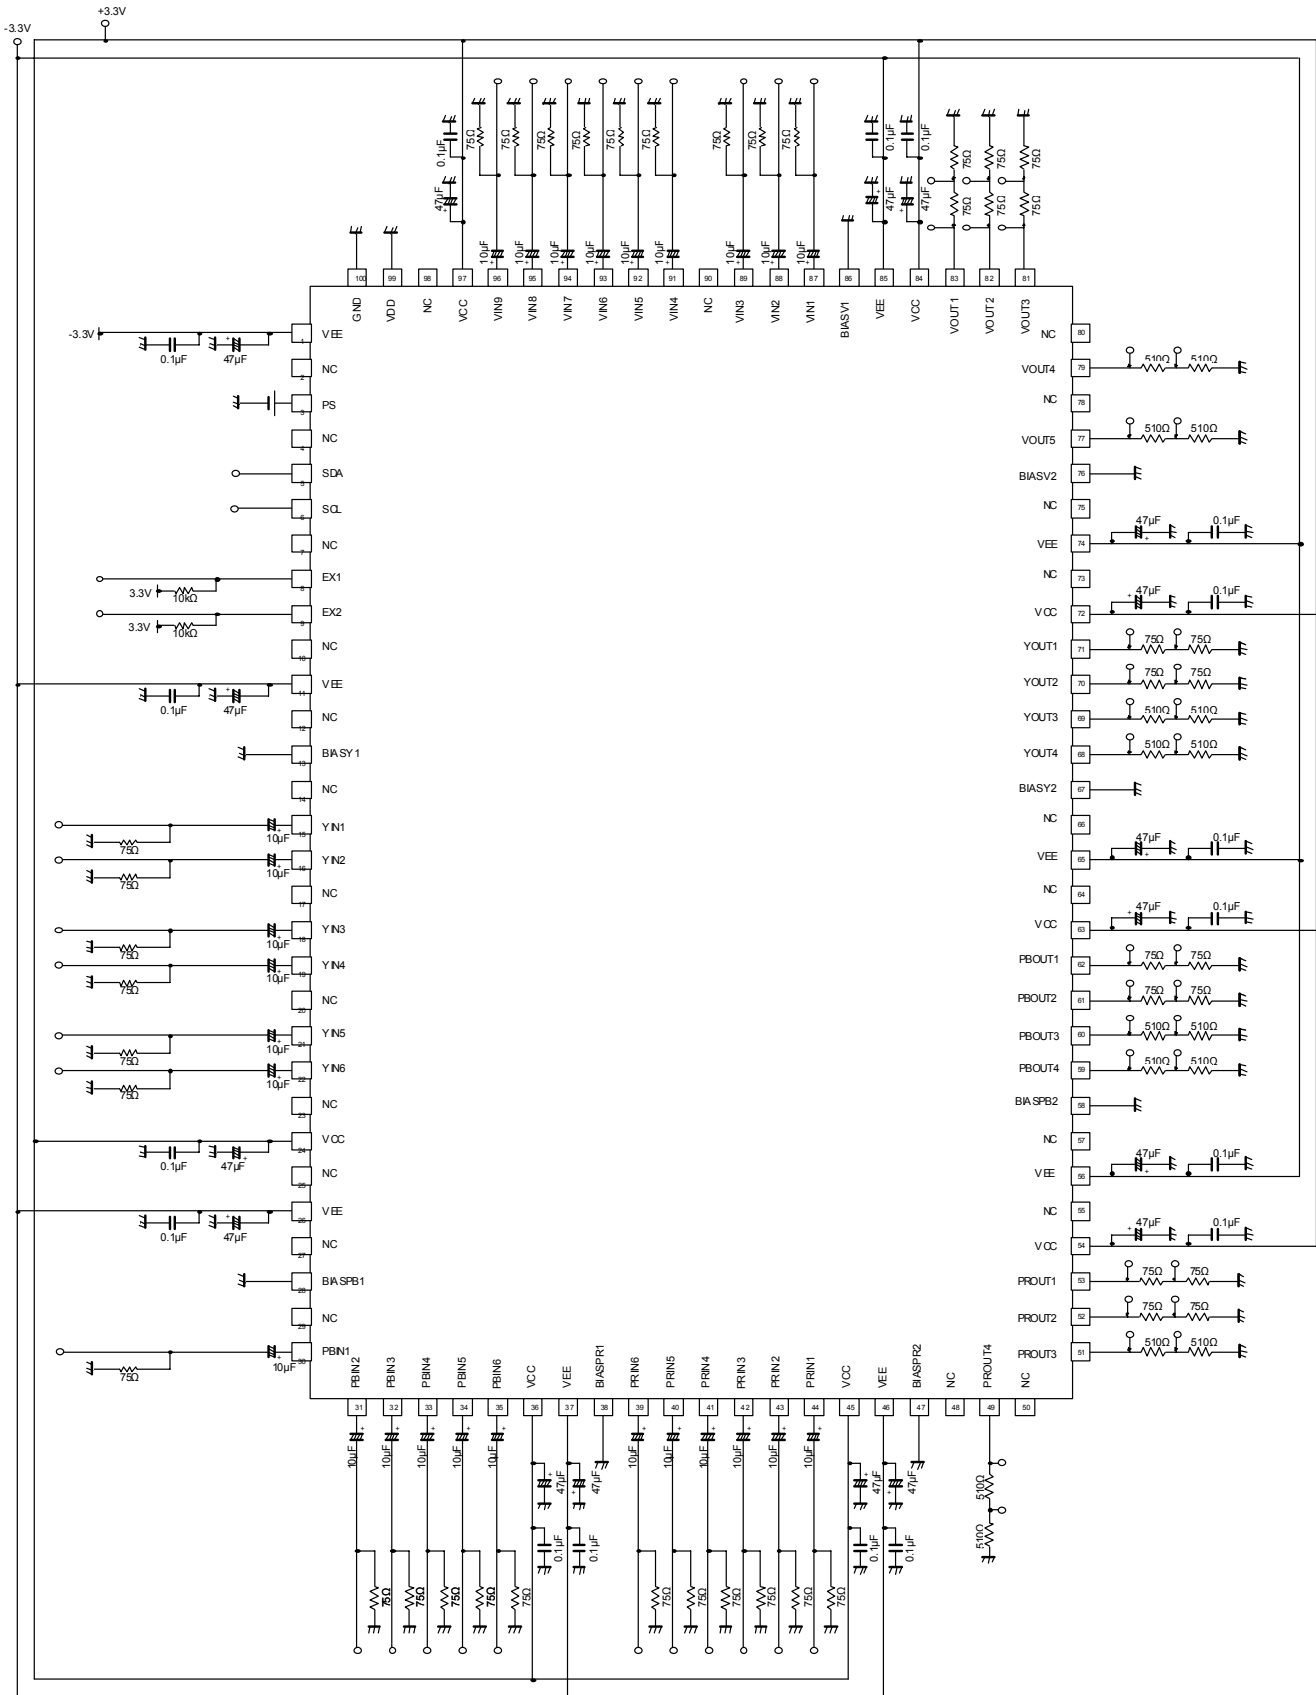 +3.3V
-3.3V
0.1µF
75Ω
75Ω
75Ω
75Ω
75Ω
75Ω
75Ω
75Ω
75Ω
0.1µF
0.1µF
75Ω
75Ω
75Ω
47µF
47µF
47µF
75Ω
75Ω
75Ω
10µF
10µF
10µF
10µF
10µF
10µF
10µF
10µF
10µF
100
99
98
97
96
95
94
93
92
91
90
89
88
87
86
85
84
83
82
81
GND
VDD
NC
VCC
VIN9
VIN8
VIN7
VIN6
VIN5
VIN4
NC
VIN3
VIN2
VIN1
BIASV1
VEE
VCC
VOUT1
VOUT2
VOUT3
-3.3V
0.1µF
47µF
1
VEE
2
NC
3
PS
4
NC
5
SDA
6
SCL
7
NC
8
EX1
3.3V
10kΩ
9
EX2
3.3V
10kΩ
10
NC
11
VEE
0.1µF
47µF
12
NC
13
BIASY1
14
NC
15
YIN1
75Ω
10µF
16
YIN2
75Ω
10µF
17
NC
18
YIN3
75Ω
10µF
19
YIN4
75Ω
10µF
20
NC
21
YIN5
75Ω
10µF
22
YIN6
75Ω
10µF
23
NC
24
VCC
0.1µF
47µF
25
NC
26
VEE
0.1µF
47µF
27
NC
28
BIASPB1
29
NC
30
PBIN1
75Ω
10µF
NC
80
VOUT4
79
510Ω
510Ω
NC
78
VOUT5
77
510Ω
510Ω
BIASV2
76
NC
75
VEE
74
47µF
0.1µF
NC
73
VCC
72
47µF
0.1µF
YOUT1
71
75Ω
75Ω
YOUT2
70
75Ω
75Ω
YOUT3
69
510Ω
510Ω
YOUT4
68
510Ω
510Ω
BIASY2
67
NC
66
VEE
65
47µF
0.1µF
NC
64
VCC
63
47µF
0.1µF
PBOUT1
62
75Ω
75Ω
PBOUT2
61
75Ω
75Ω
PBOUT3
60
510Ω
510Ω
PBOUT4
59
510Ω
510Ω
BIASPB2
58
NC
57
VEE
56
47µF
0.1µF
NC
55
VCC
54
47µF
0.1µF
PROUT1
53
75Ω
75Ω
PROUT2
52
75Ω
75Ω
PROUT3
51
510Ω
510Ω
PBIN2
PBIN3
PBIN4
PBIN5
PBIN6
VCC
VEE
BIASPR1
PRIN6
PRIN5
PRIN4
PRIN3
PRIN2
PRIN1
VCC
VEE
BIASPR2
NC
PROUT4
NC
31
32
33
34
35
36
37
38
39
40
41
42
43
44
45
46
47
48
49
50
10µF
10µF
10µF
10µF
10µF
10µF
10µF
10µF
10µF
10µF
10µF
47µF
47µF
47µF
47µF
510Ω
0.1µF
0.1µF
0.1µF
0.1µF
510Ω
75Ω
75Ω
75Ω
75Ω
75Ω
75Ω
75Ω
75Ω
75Ω
75Ω
75Ω